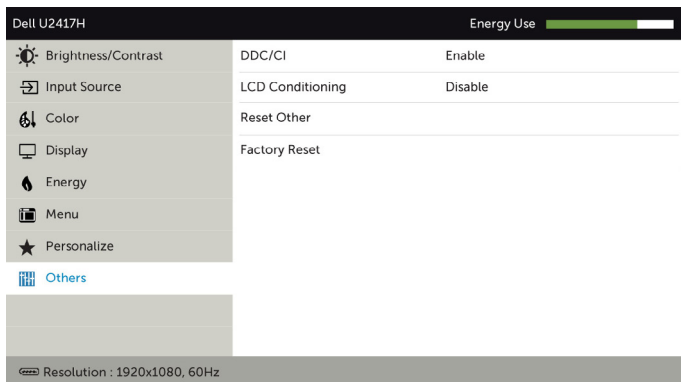 Dell U2417H Energy Use
Brightness/Contrast DDC/CI Enable
Input Source LCD Conditioning Disable
Color Reset Other
Display Factory Reset
Energy
Menu
Personalize
Others
Resolution : 1920x1080, 60Hz